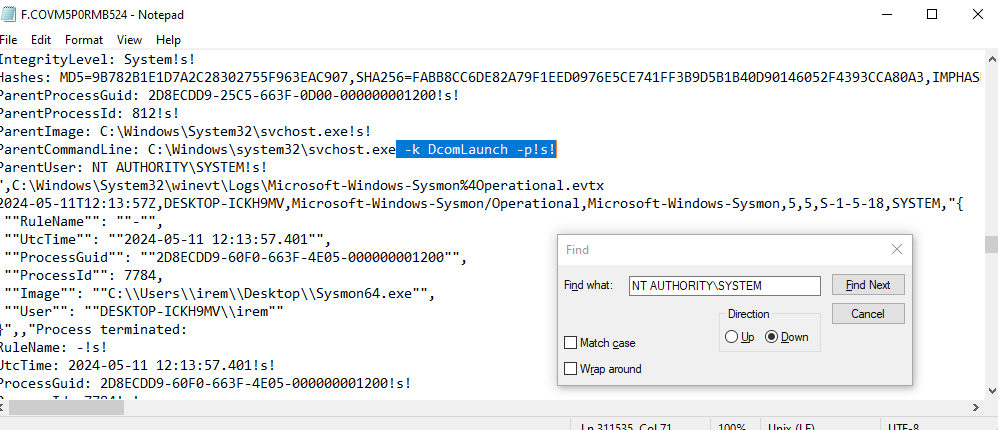 F.COVM5P0RMB524 - Notepad
File Edit Format View Help
IntegrityLevel: System!s!
Hashes: MD5=9B782B1E1D7A2C28302755F963EAC907,SHA256=FABB8CC6DE82A79F1EED0976E5CE741FF3B9D5B1B40D90146052F4393CCA80A3,IMPHAS
ParentProcessGuid: 2D8ECDD9-25C5-663F-0D00-000000001200!s!
ParentProcessId: 812!s!
ParentImage: C:\Windows\System32\svchost.exe!s!
ParentCommandLine: C:\Windows\system32\svchost.exe -k DcomLaunch -p!s!
ParentUser: NT AUTHORITY\SYSTEM!s!
",C:\Windows\System32\winevt\Logs\Microsoft-Windows-Sysmon%4Operational.evtx
2024-05-11T12:13:57Z,DESKTOP-ICKH9MV,Microsoft-Windows-Sysmon/Operational,Microsoft-Windows-Sysmon,5,5,S-1-5-18,SYSTEM,"{
""RuleName"": ""-"",
""UtcTime"": ""2024-05-11 12:13:57.401"",
""ProcessGuid"": ""2D8ECDD9-60F0-663F-4E05-000000001200"",
""ProcessId"": 7784,
""Image"": ""C:\\Users\\irem\\Desktop\\Sysmon64.exe"",
""User"": ""DESKTOP-ICKH9MV\\irem""
}",,"Process terminated:
RuleName: -!s!
UtcTime: 2024-05-11 12:13:57.401!s!
ProcessGuid: 2D8ECDD9-60F0-663F-4E05-000000001200!s!
Find
Find what: NT AUTHORITY\SYSTEM Find Next
Cancel
Direction
Up Down
Match case
Wrap around
Ln 311535, Col 71 100% Unix (LF) UTF-8